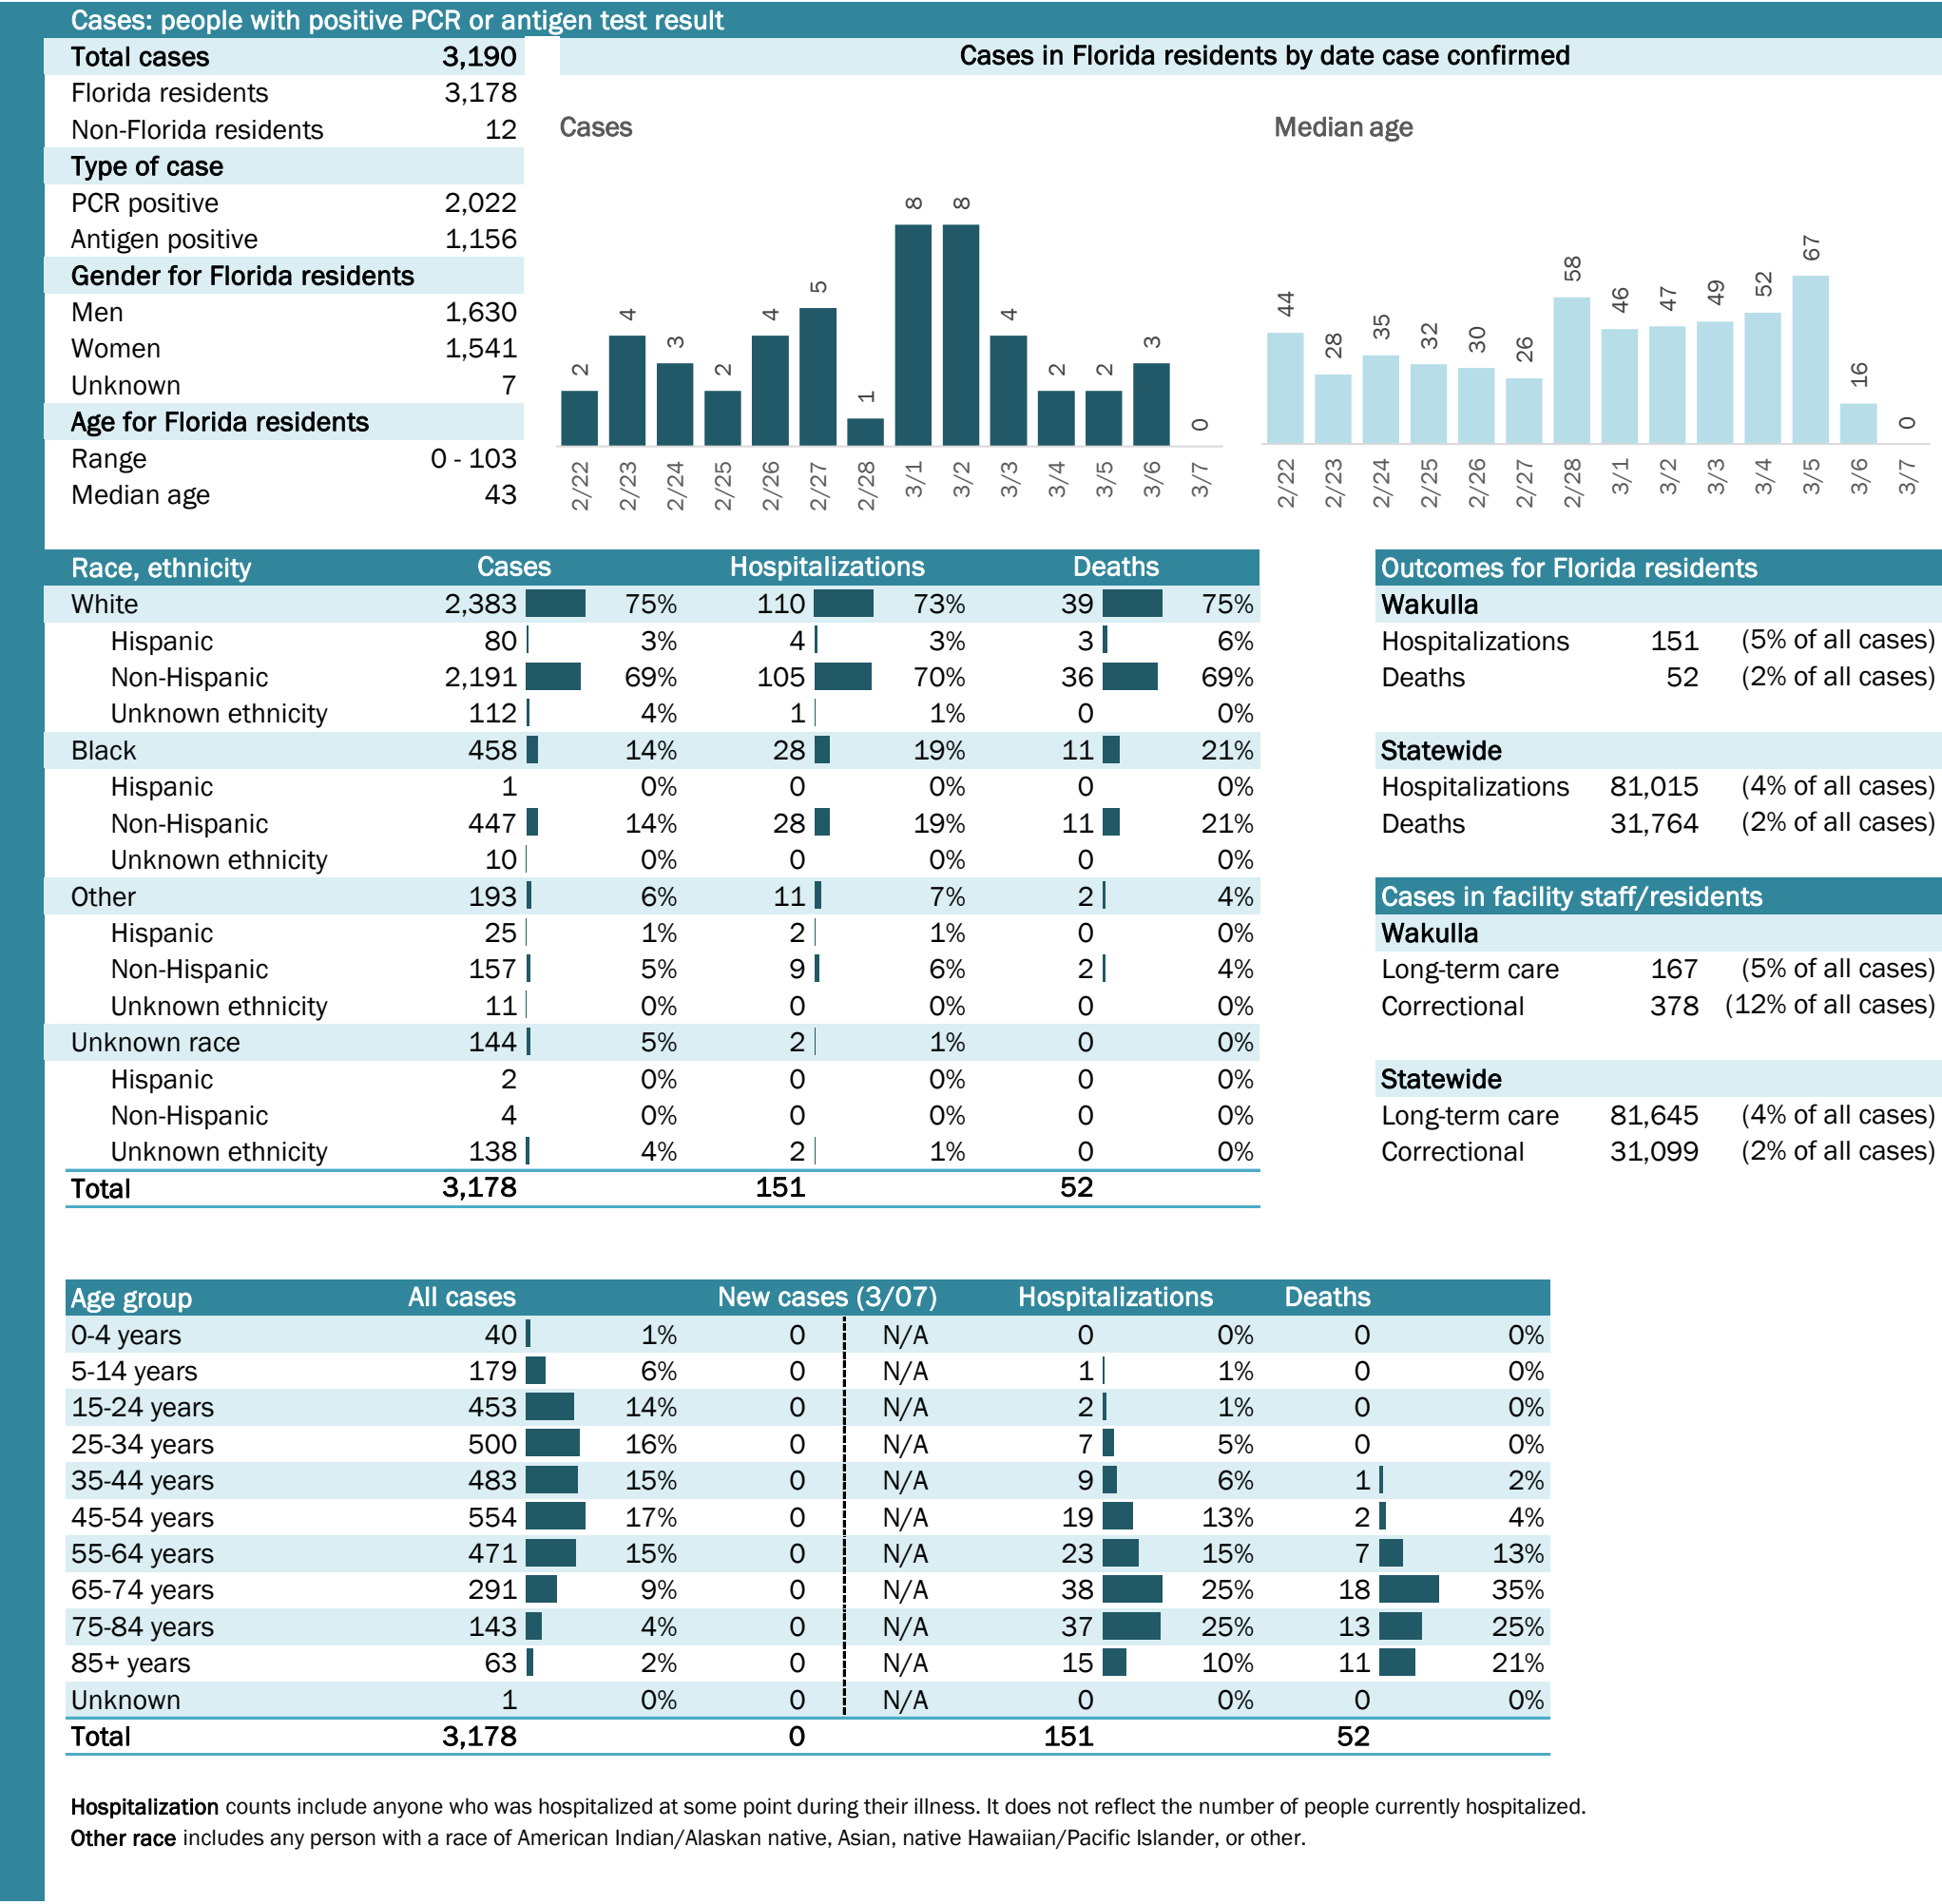 Cases: people with positive PCR or antigen test result
Total cases 3,190
Florida residents 3,178
Non-Florida residents 12
Type of case
PCR positive 2,022
Antigen positive 1,156
Gender for Florida residents
Men 1,630
Women 1,541
Unknown 7
Age for Florida residents
Range 0 - 103
Median age 43
Cases in Florida residents by date case confirmed
Cases
2 4 3 2 4 5 1 8 8 4 2 2 3 0
2/22 2/23 2/24 2/25 2/26 2/27 2/28 3/1 3/2 3/3 3/4 3/5 3/6 3/7
Median age
44 28 35 32 30 26 58 46 47 49 52 67 16 0
2/22 2/23 2/24 2/25 2/26 2/27 2/28 3/1 3/2 3/3 3/4 3/5 3/6 3/7
Race, ethnicity Cases Hospitalizations Deaths
White 2,383 75% 110 73% 39 75%
Hispanic 80 3% 4 3% 3 6%
Non-Hispanic 2,191 69% 105 70% 36 69%
Unknown ethnicity 112 4% 1 1% 0 0%
Black 458 14% 28 19% 11 21%
Hispanic 1 0% 0 0% 0 0%
Non-Hispanic 447 14% 28 19% 11 21%
Unknown ethnicity 10 0% 0 0% 0 0%
Other 193 6% 11 7% 2 4%
Hispanic 25 1% 2 1% 0 0%
Non-Hispanic 157 5% 9 6% 2 4%
Unknown ethnicity 11 0% 0 0% 0 0%
Unknown race 144 5% 2 1% 0 0%
Hispanic 2 0% 0 0% 0 0%
Non-Hispanic 4 0% 0 0% 0 0%
Unknown ethnicity 138 4% 2 1% 0 0%
Total 3,178 151 52
Outcomes for Florida residents
Wakulla
Hospitalizations 151 (5% of all cases)
Deaths 52 (2% of all cases)
Statewide
Hospitalizations 81,015 (4% of all cases)
Deaths 31,764 (2% of all cases)
Cases in facility staff/residents
Wakulla
Long-term care 167 (5% of all cases)
Correctional 378 (12% of all cases)
Statewide
Long-term care 81,645 (4% of all cases)
Correctional 31,099 (2% of all cases)
Age group All cases New cases (3/07) Hospitalizations Deaths
0-4 years 40 1% 0 N/A 0 0% 0 0%
5-14 years 179 6% 0 N/A 1 1% 0 0%
15-24 years 453 14% 0 N/A 2 1% 0 0%
25-34 years 500 16% 0 N/A 7 5% 0 0%
35-44 years 483 15% 0 N/A 9 6% 1 2%
45-54 years 554 17% 0 N/A 19 13% 2 4%
55-64 years 471 15% 0 N/A 23 15% 7 13%
65-74 years 291 9% 0 N/A 38 25% 18 35%
75-84 years 143 4% 0 N/A 37 25% 13 25%
85+ years 63 2% 0 N/A 15 10% 11 21%
Unknown 1 0% 0 N/A 0 0% 0 0%
Total 3,178 0 151 52
Hospitalization counts include anyone who was hospitalized at some point during their illness. It does not reflect the number of people currently hospitalized.
Other race includes any person with a race of American Indian/Alaskan native, Asian, native Hawaiian/Pacific Islander, or other.